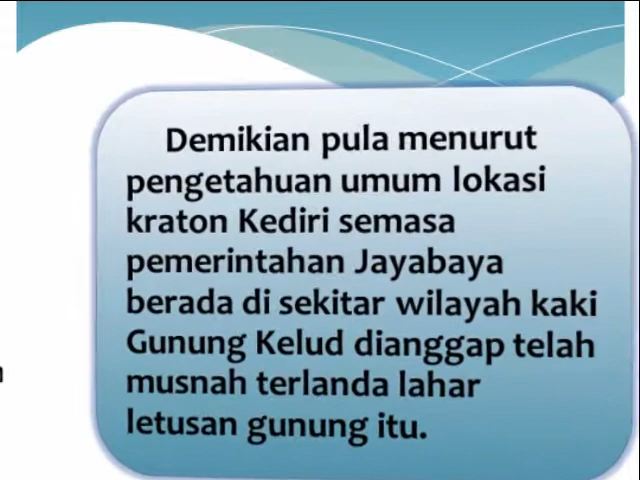 Demikian pula menurut
pengetahuan umum lokasi
kraton Kediri semasa
pemerintahan Jayabaya
berada di sekitar wilayah kaki
Gunung Kelud dianggap telah
musnah terlanda lahar
letusan gunung itu.